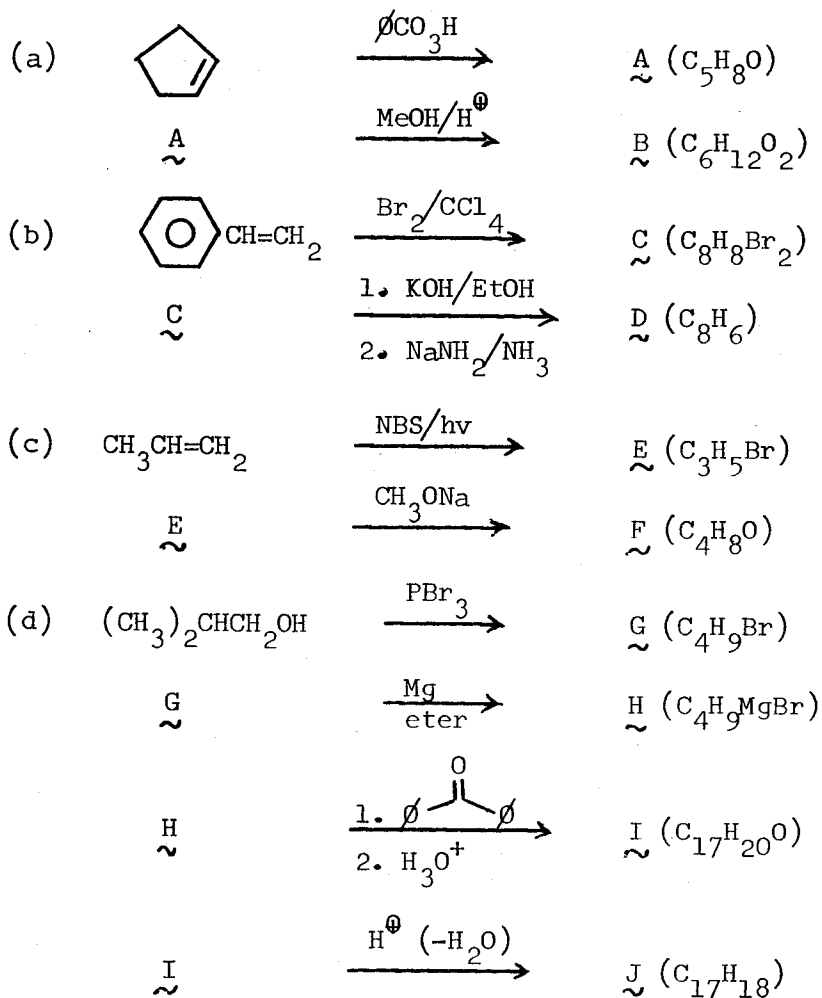 ØCO3H
(a) A (C5H8O)
MeOH/H⊕
A B (C6H12O2)
Br2/CCl4
(b) CH=CH2 C (C8H8Br2)
1. KOH/EtOH
C D (C8H6)
2. NaNH2/NH3
NBS/hv
(c) CH3CH=CH2 E (C3H5Br)
CH3ONa
E F (C4H8O)
PBr3
(d) (CH3)2CHCH2OH G (C4H9Br)
Mg
G H (C4H9MgBr)
eter
O
1. Ø Ø
H I (C17H20O)
2. H3O+
H⊕ (-H2O)
I J (C17H18)